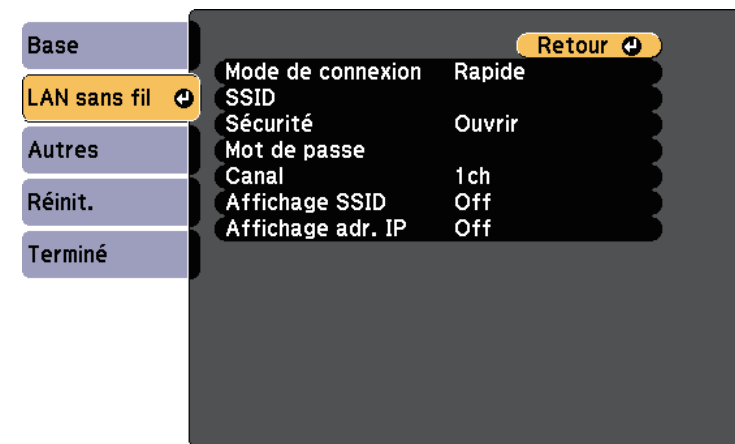 Base
LAN sans fil
Autres
Réinit.
Terminé
Retour
Mode de connexion Rapide
SSID
Sécurité Ouvrir
Mot de passe
Canal 1ch
Affichage SSID Off
Affichage adr. IP Off